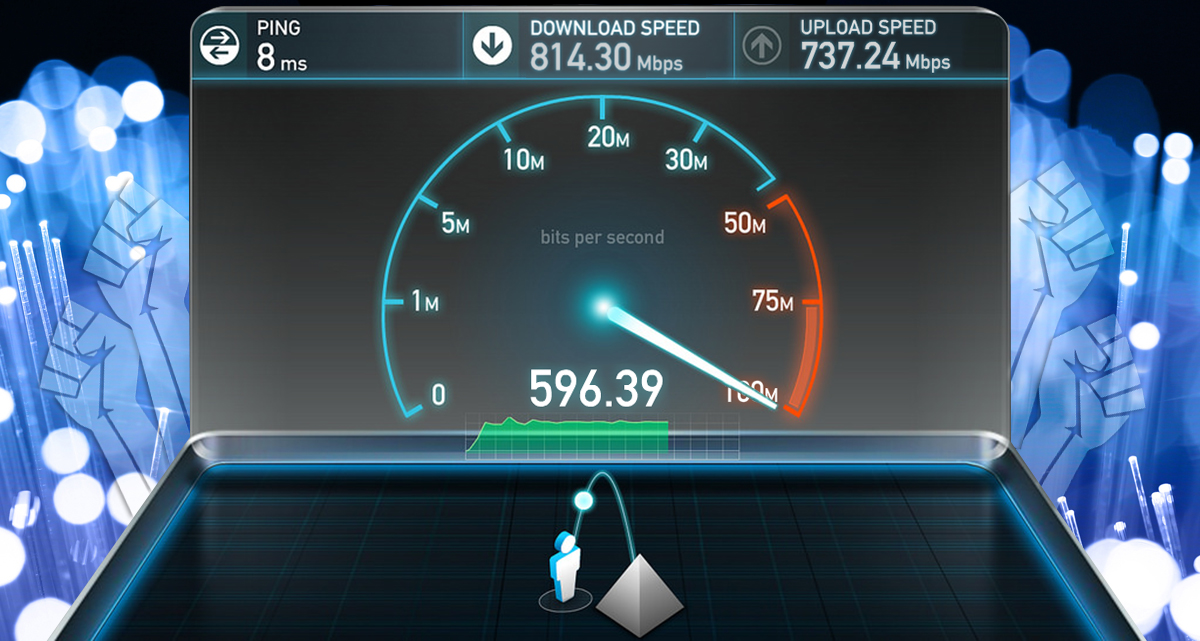 PING
8 ms
DOWNLOAD SPEED
814.30 Mbps
UPLOAD SPEED
737.24 Mbps
20M
10M
30M
5M
50M
bits per second
1M
75M
0
596.39
100M